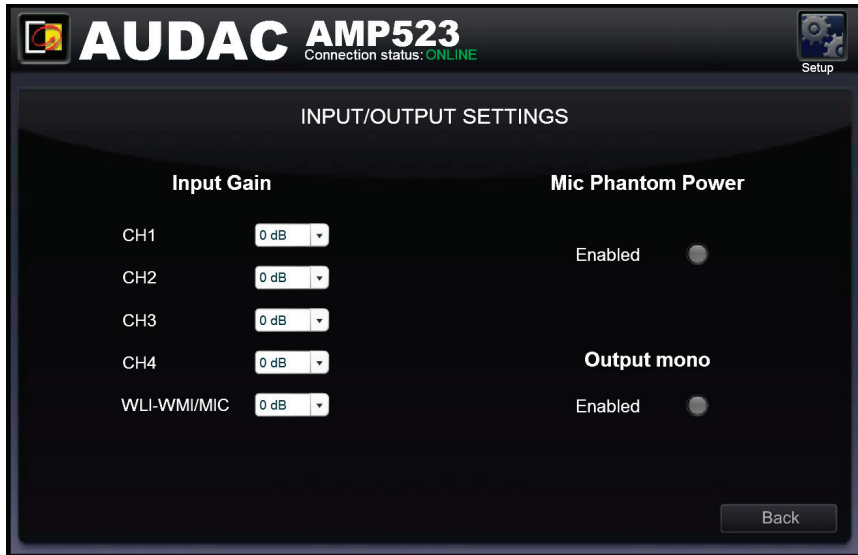 AUDAC AMP523
Connection status: ONLINE
Setup
INPUT/OUTPUT SETTINGS
Input Gain
CH1 0 dB
CH2 0 dB
CH3 0 dB
CH4 0 dB
WLI-WMI/MIC 0 dB
Mic Phantom Power
Enabled
Output mono
Enabled
Back